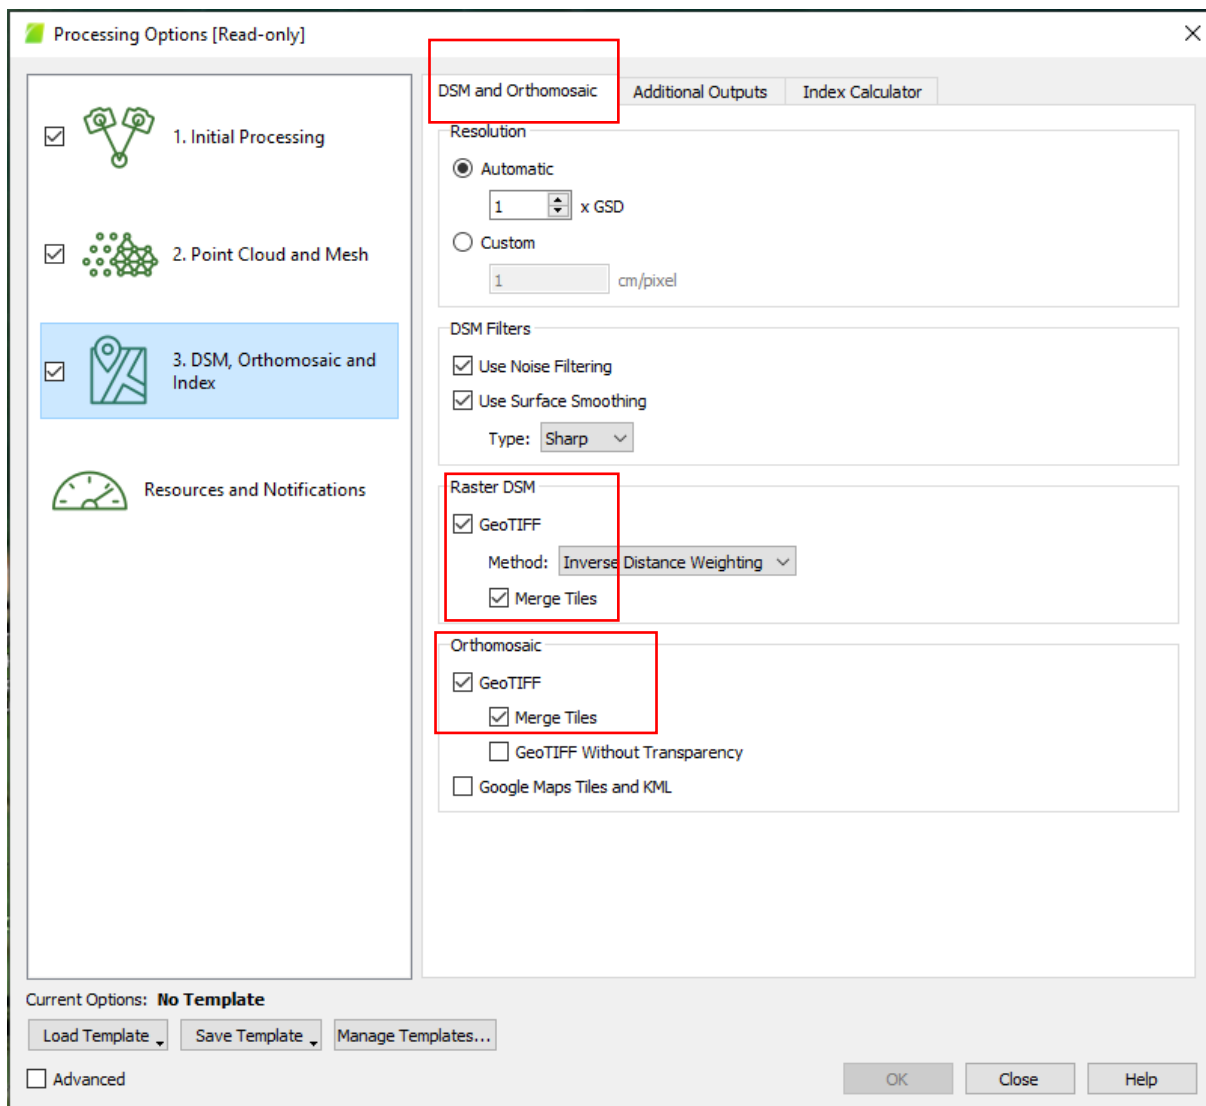 Processing Options [Read-only]
1. Initial Processing
2. Point Cloud and Mesh
3. DSM, Orthomosaic and
Index
Resources and Notifications
DSM and Orthomosaic
Additional Outputs
Index Calculator
Resolution
Automatic
1 x GSD
Custom
1 cm/pixel
DSM Filters
Use Noise Filtering
Use Surface Smoothing
Type: Sharp
Raster DSM
GeoTIFF
Method: Inverse Distance Weighting
Merge Tiles
Orthomosaic
GeoTIFF
Merge Tiles
GeoTIFF Without Transparency
Google Maps Tiles and KML
Current Options: No Template
Load Template
Save Template
Manage Templates...
Advanced
OK
Close
Help